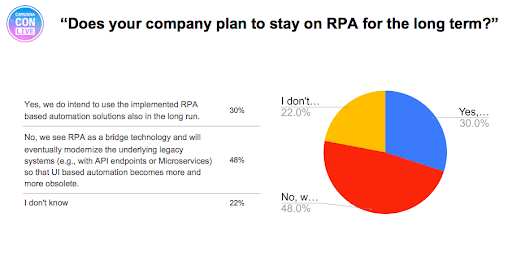 CAMUNDA
CON
LIVE
“Does your company plan to stay on RPA for the long term?”
Yes, we do intend to use the implemented RPA
based automation solutions also in the long run.
30%
No, we see RPA as a bridge technology and will
eventually modernize the underlying legacy
systems (e.g., with API endpoints or Microservices)
so that UI based automation becomes more and
more obsolete.
48%
I don't know
22%
I don't…
22.0%
Yes,…
30.0%
No, w…
48.0%